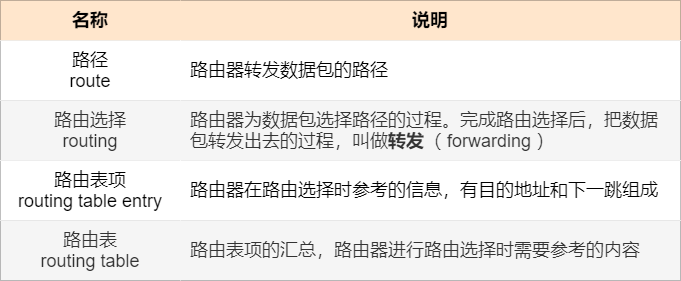 名称 说明
路径
route
路由器转发数据包的路径
路由选择
routing
路由器为数据包选择路径的过程。完成路由选择后，把数据
包转发出去的过程，叫做转发（ forwarding ）
路由表项
routing table entry
路由器在路由选择时参考的信息，有目的地址和下一跳组成
路由表
routing table
路由表项的汇总，路由器进行路由选择时需要参考的内容